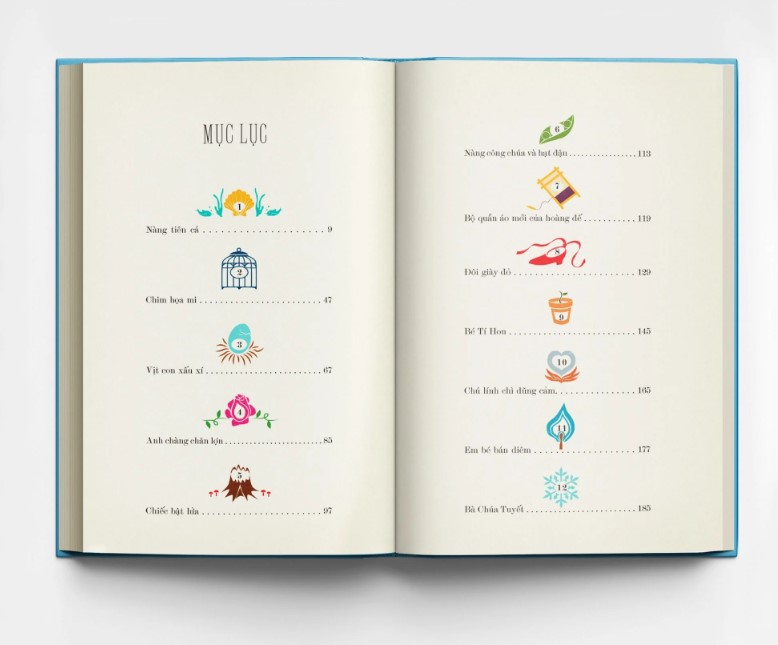 MỤC LỤC
1
Nàng tiên cá . . . . . . . . . . . . . . . . . . . . . 9
2
Chim họa mi . . . . . . . . . . . . . . . . . . . . . 47
3
Vịt con xấu xí . . . . . . . . . . . . . . . . . . . . 67
4
Anh chàng chăn lợn . . . . . . . . . . . . . . . . . 85
5
Chiếc bật lửa . . . . . . . . . . . . . . . . . . . . 97
6
Nàng công chúa và hạt đậu . . . . . . . . . . . . . . 113
7
Bộ quần áo mới của hoàng đế . . . . . . . . . . . 119
8
Đôi giày đỏ . . . . . . . . . . . . . . . . . . . . . 129
9
Bé Tí Hon . . . . . . . . . . . . . . . . . . . . . . 145
10
Chú lính chì dũng cảm. . . . . . . . . . . . . . . . 165
11
Em bé bán diêm . . . . . . . . . . . . . . . . . . . 177
12
Bà Chúa Tuyết . . . . . . . . . . . . . . . . . . . . 185